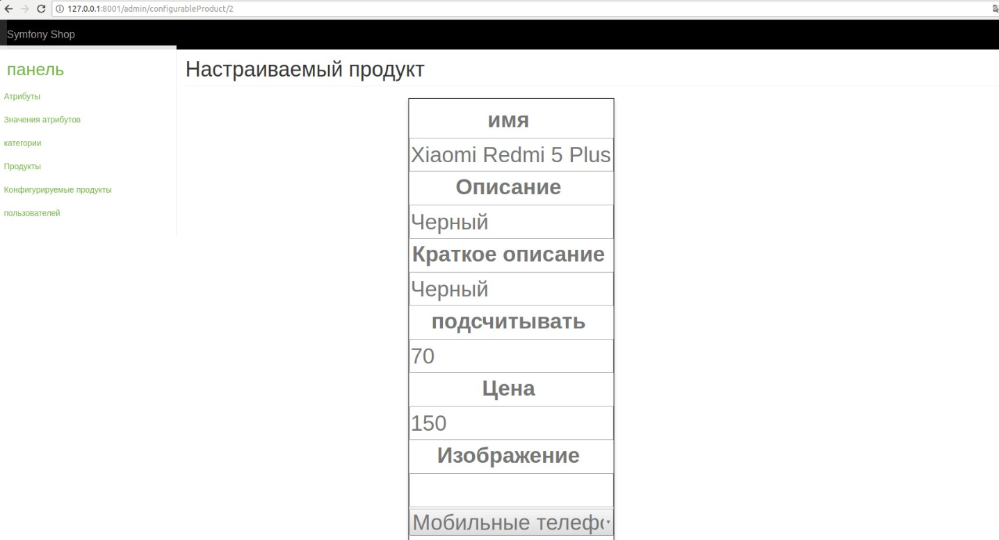 127.0.0.1:8001/admin/configurableProduct/2
Symfony Shop
панель
Атрибуты
Значения атрибутов
категории
Продукты
Конфигурируемые продукты
пользователей
Настраиваемый продукт
имя
Xiaomi Redmi 5 Plus
Описание
Черный
Краткое описание
Черный
подсчитывать
70
Цена
150
Изображение
Мобильные телефо